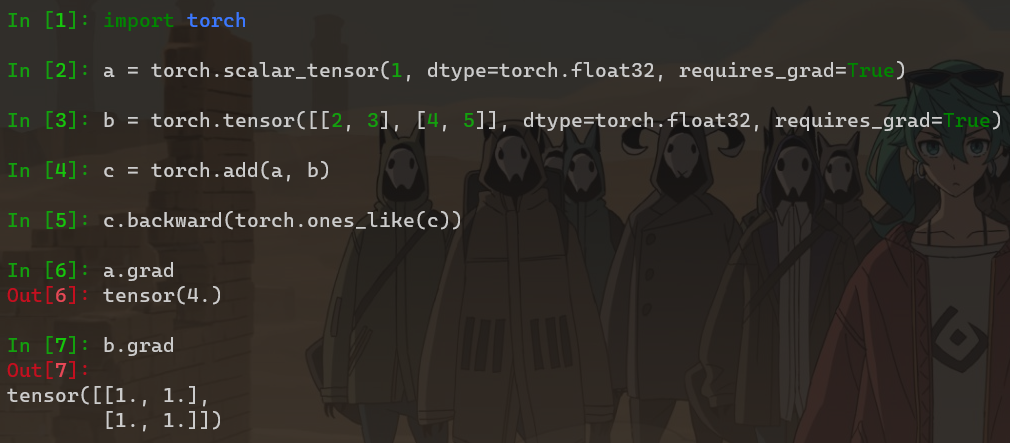 In [1]: import torch
In [2]: a = torch.scalar_tensor(1, dtype=torch.float32, requires_grad=True)
In [3]: b = torch.tensor([[2, 3], [4, 5]], dtype=torch.float32, requires_grad=True)
In [4]: c = torch.add(a, b)
In [5]: c.backward(torch.ones_like(c))
In [6]: a.grad
Out[6]: tensor(4.)
In [7]: b.grad
Out[7]:
tensor([[1., 1.],
        [1., 1.]])